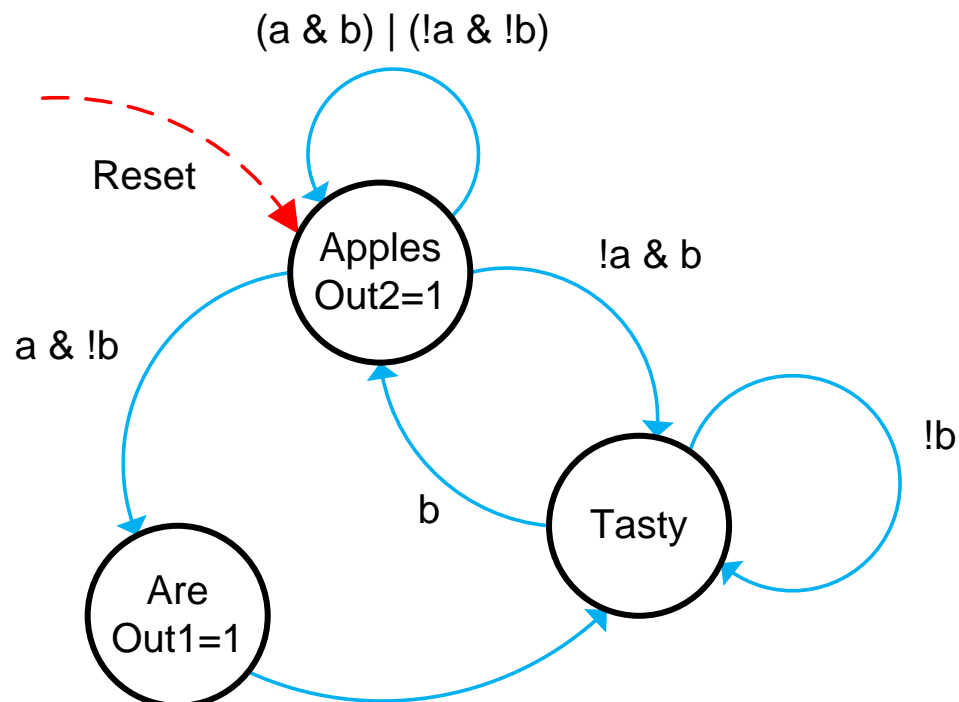 (a & b) | (!a & !b)
Reset
Apples
Out2=1
!a & b
a & !b
!b
b
Tasty
Are
Out1=1